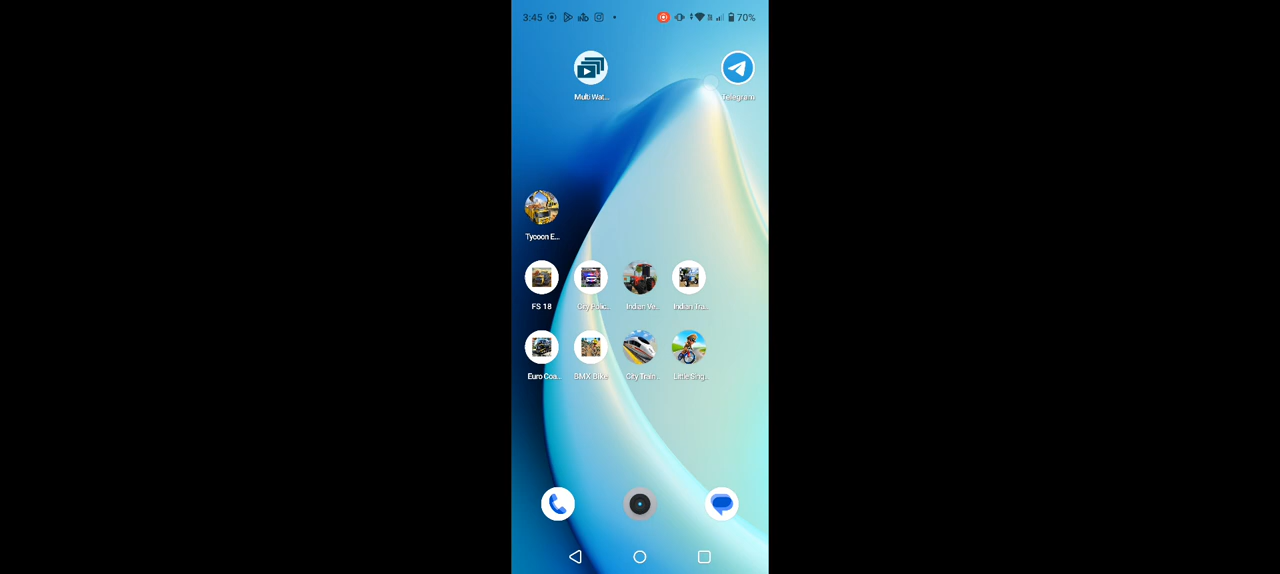 3:45 70%
Multi Wat... Telegram
Tycoon E...
FS 18 City Polic... Indian Ve... Indian Tra...
Euro Coa... BMX Bike City Train... Little Sing...